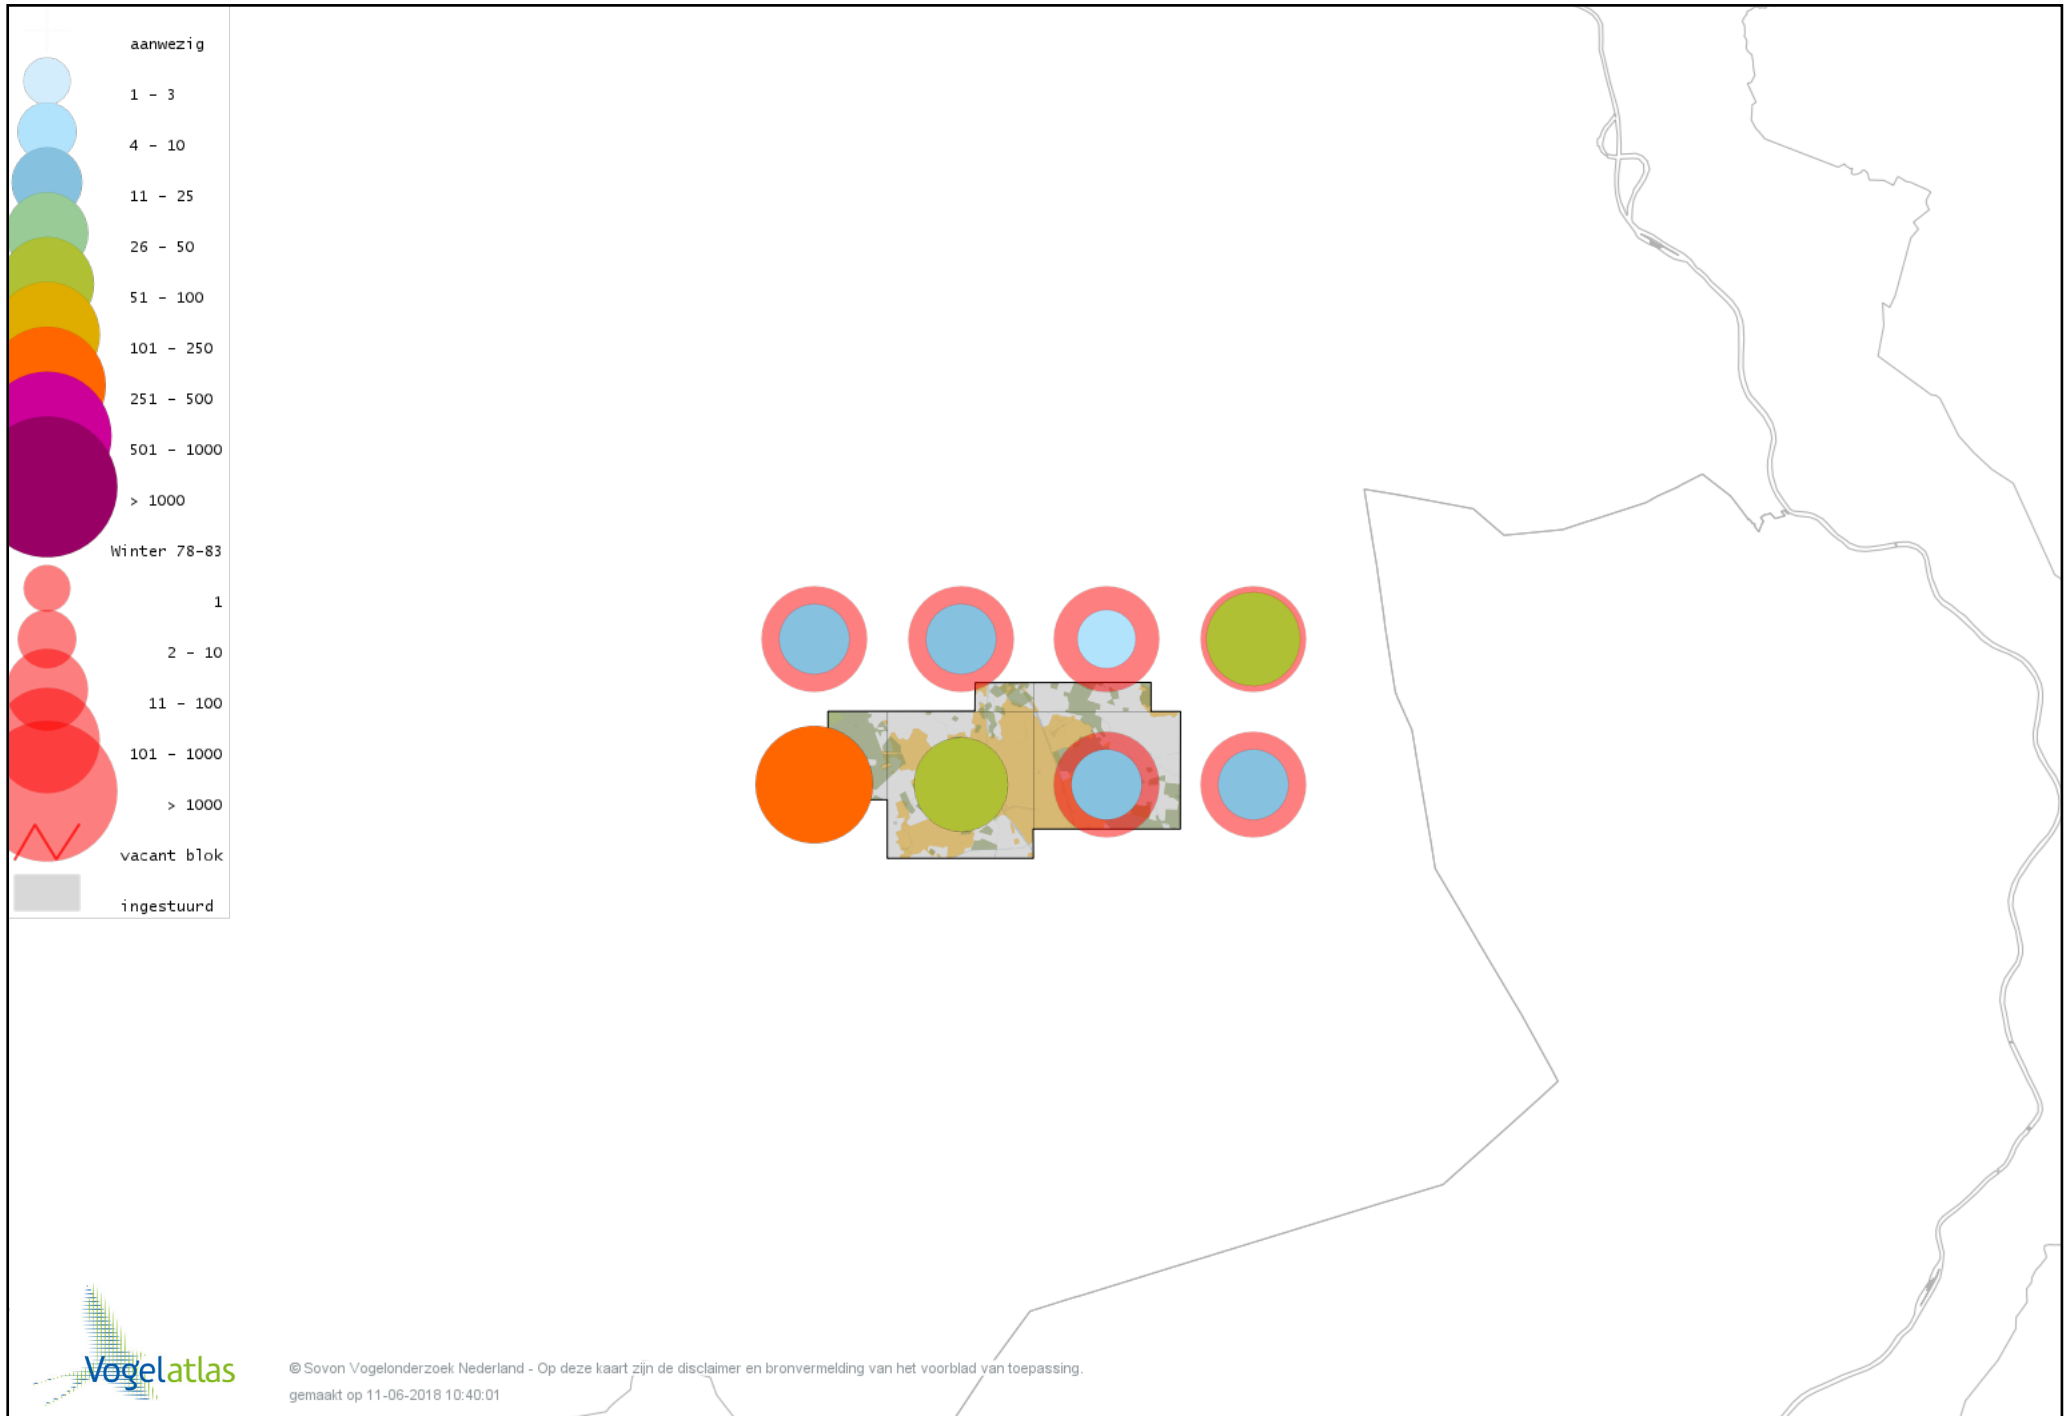 aanwezig
1 - 3
4 - 10
11 - 25
26 - 50
51 - 100
101 - 250
251 - 500
501 - 1000
> 1000
Winter 78-83
1
2 - 10
11 - 100
101 - 1000
> 1000
vacant blok
ingestuurd
Vogelatlas
© Sovon Vogelonderzoek Nederland - Op deze kaart zijn de disclaimer en bronvermelding van het voorblad van toepassing.
gemaakt op 11-06-2018 10:40:01